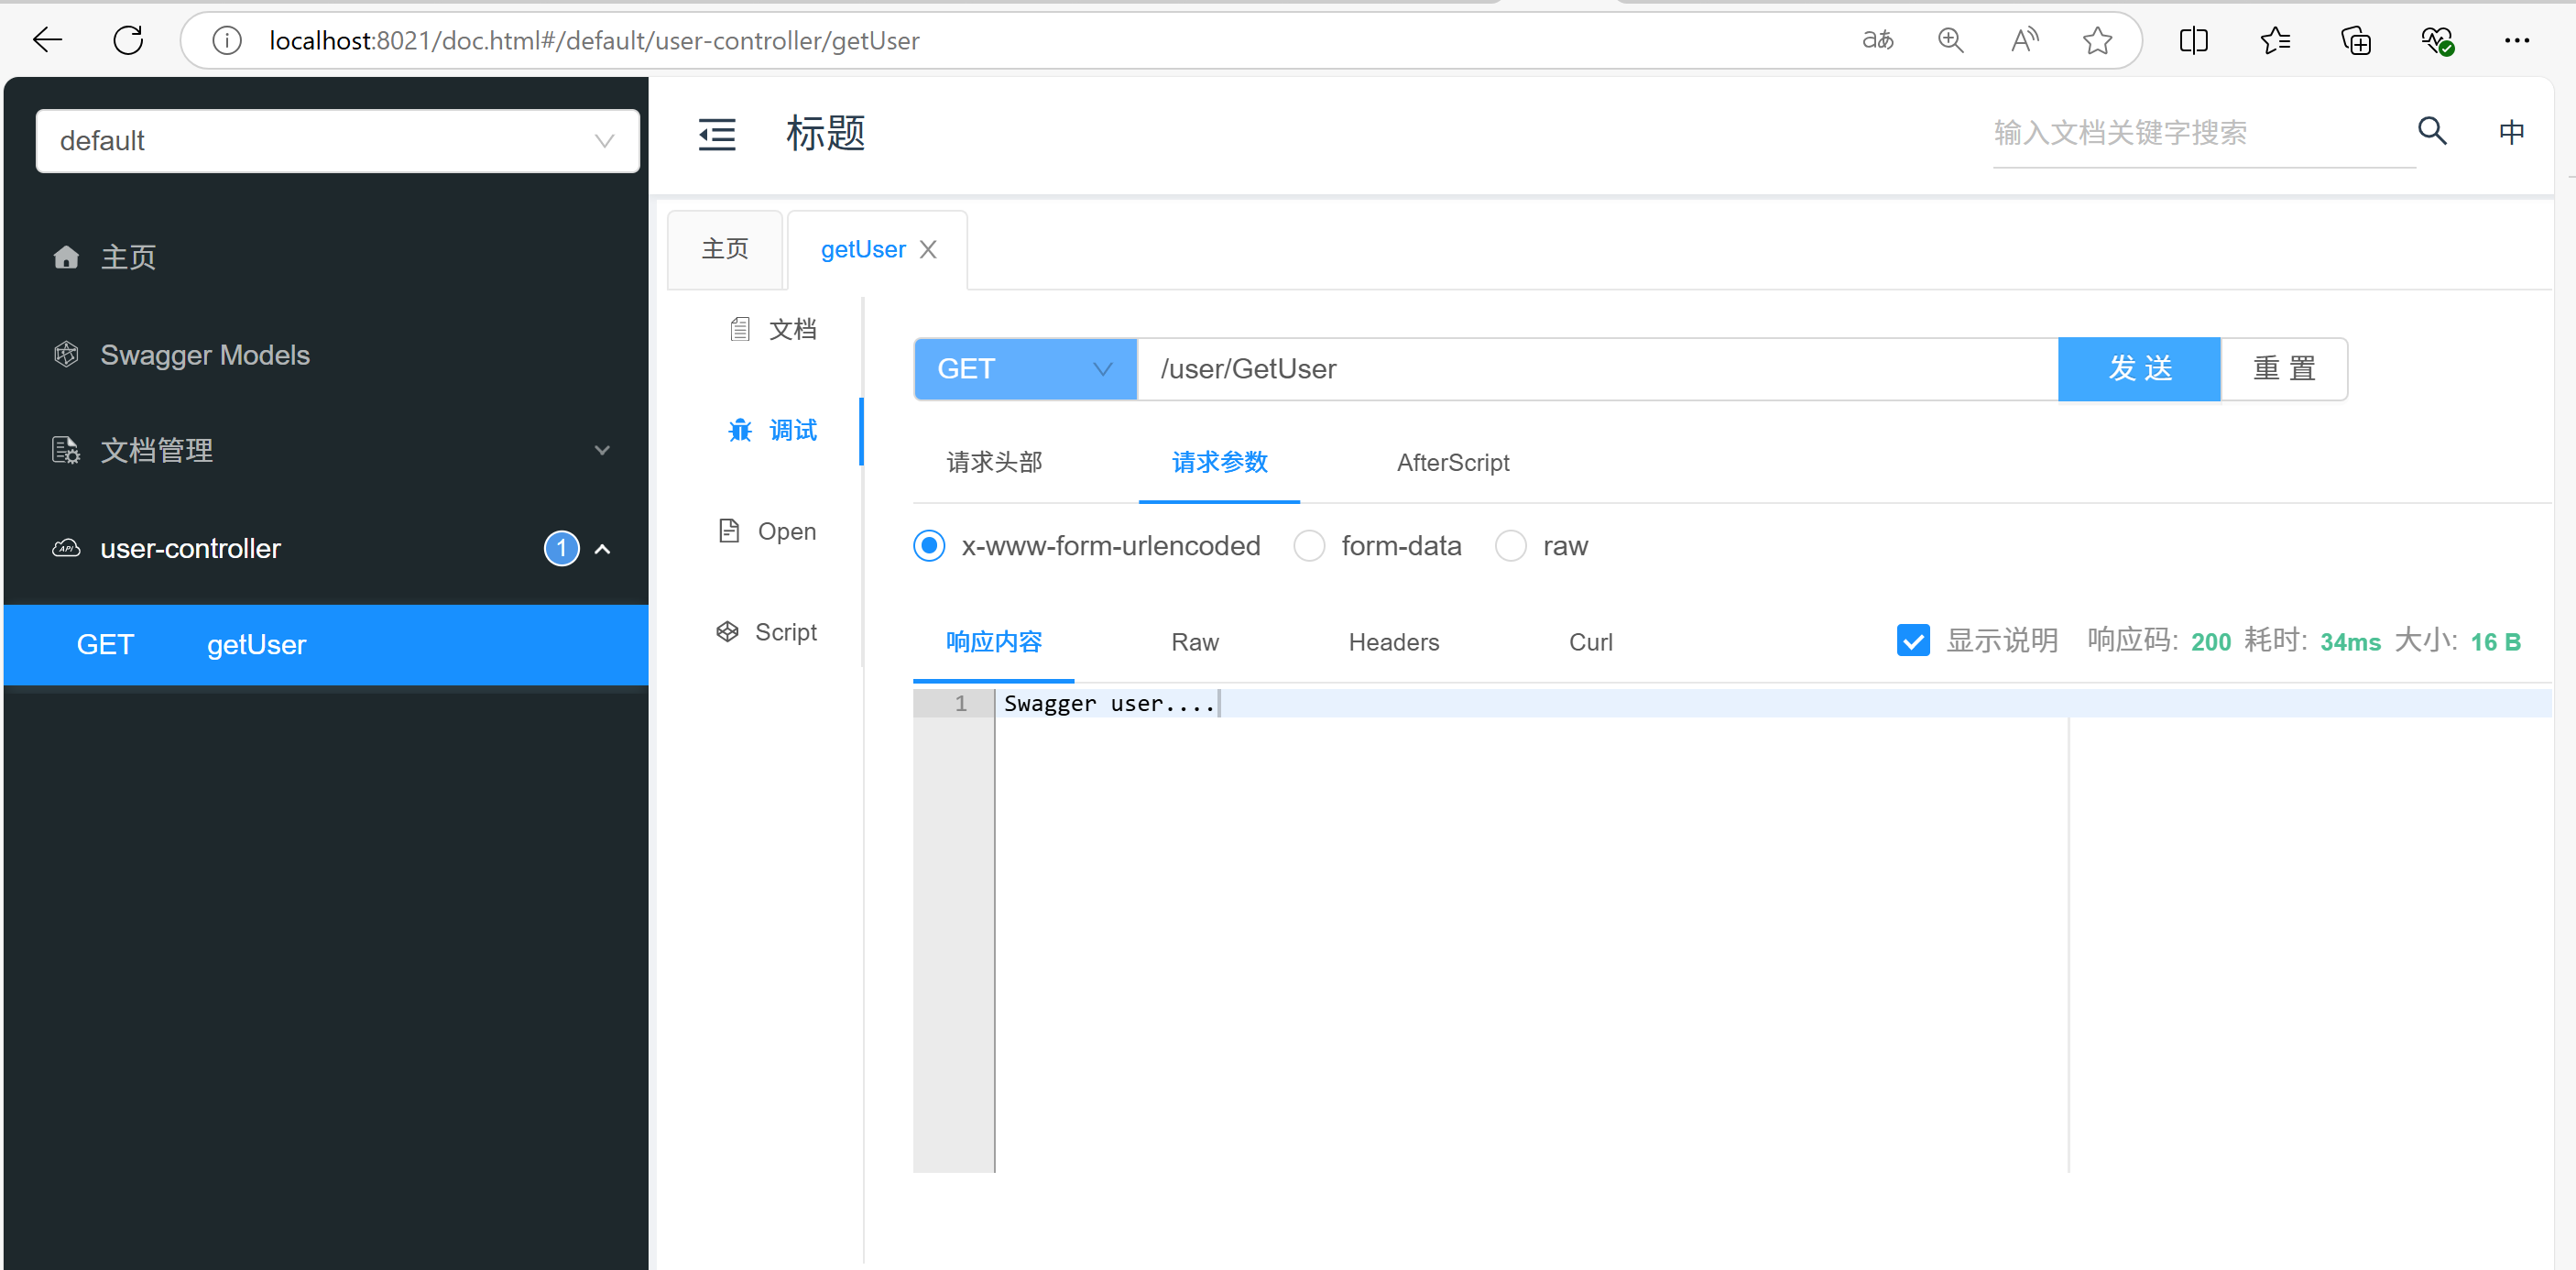 localhost:8021/doc.html#/default/user-controller/getUser
aあ
A
default
标题
输入文档关键字搜索
中
主页
Swagger Models
文档管理
API
user-controller
1
GET getUser
主页
getUser
文档
调试
Open
Script
GET
/user/GetUser
发 送
重 置
请求头部
请求参数
AfterScript
x-www-form-urlencoded
form-data
raw
响应内容
Raw
Headers
Curl
显示说明
响应码: 200 耗时: 34ms 大小: 16 B
1
Swagger user....